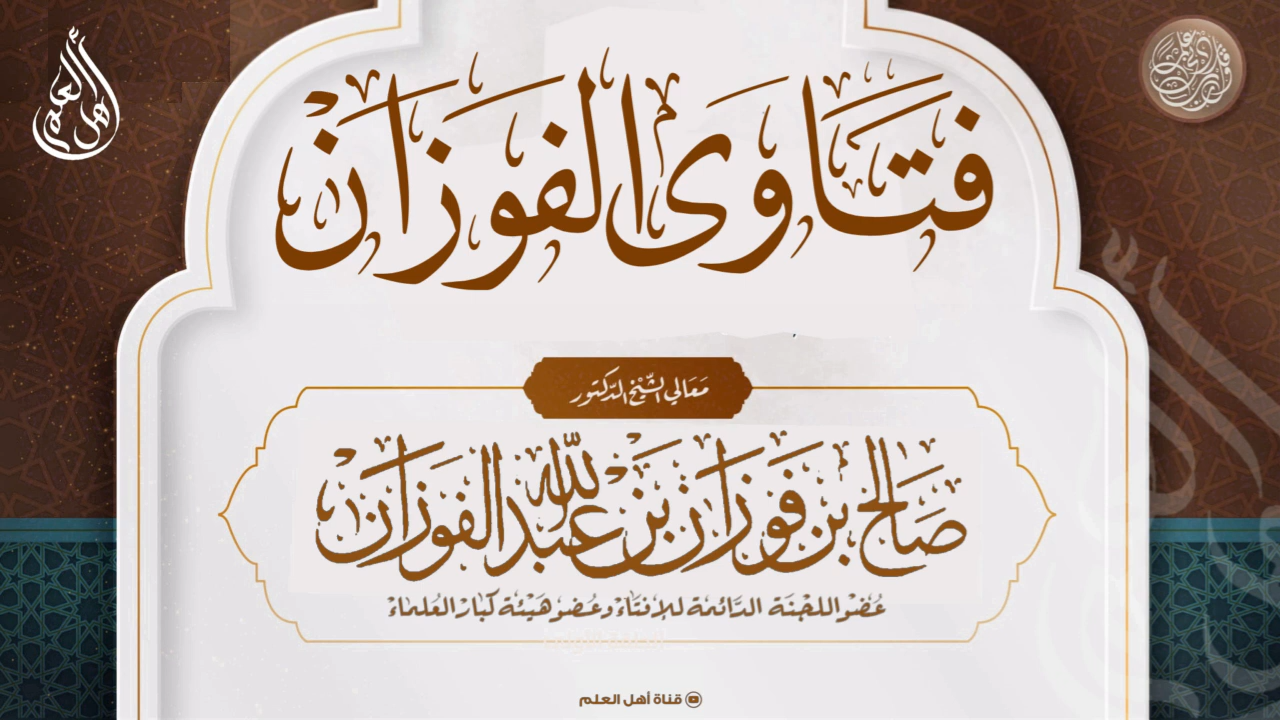 أهل العلم
فتاوى الفوزان
معالي الشيخ الدكتور
صالح بن فوزان بن عبد الله الفوزان
عضو اللجنة الدائمة للإفتاء وعضو هيئة كبار العلماء
قناة أهل العلم